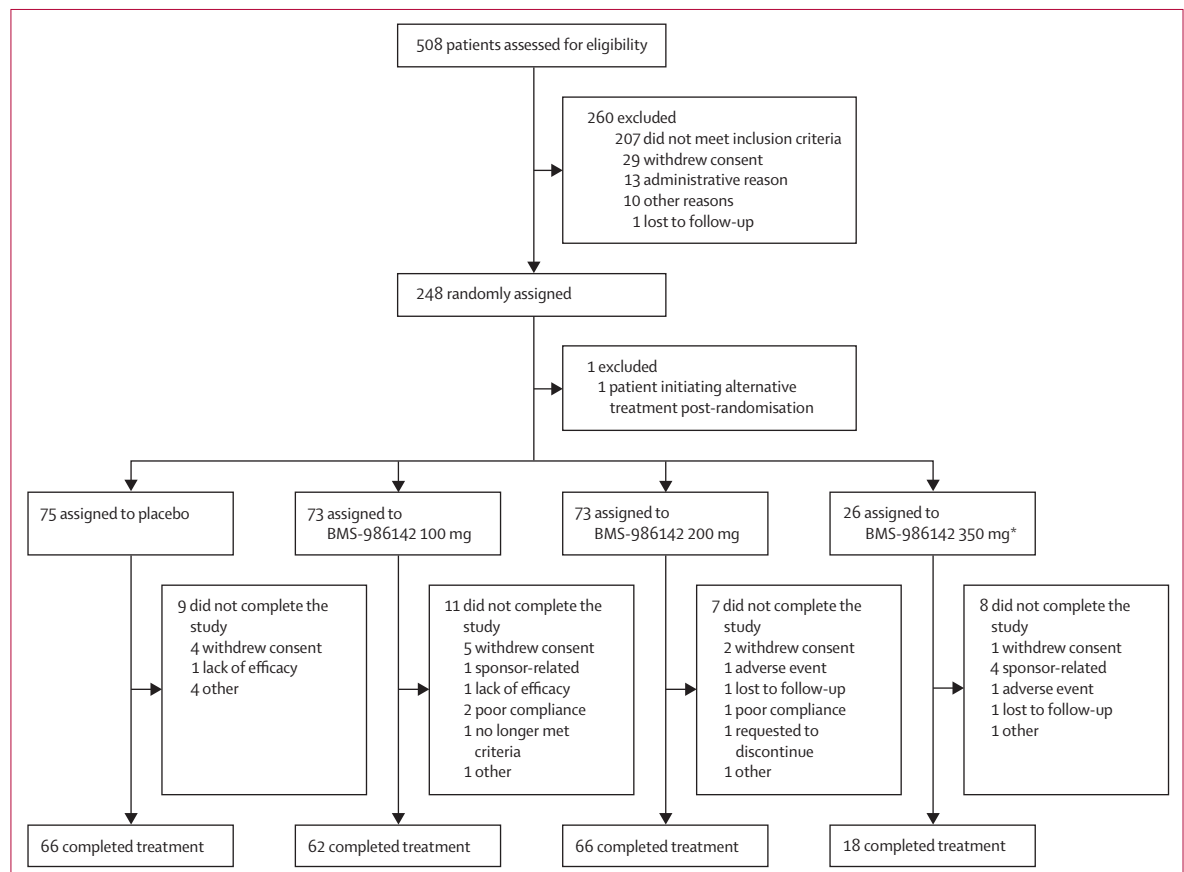 508 patients assessed for eligibility
260 excluded
207 did not meet inclusion criteria
29 withdrew consent
13 administrative reason
10 other reasons
1 lost to follow-up
248 randomly assigned
1 excluded
1 patient initiating alternative
treatment post-randomisation
75 assigned to placebo
73 assigned to
BMS-986142 100 mg
73 assigned to
BMS-986142 200 mg
26 assigned to
BMS-986142 350 mg*
9 did not complete the
study
4 withdrew consent
1 lack of efficacy
4 other
11 did not complete the
study
5 withdrew consent
1 sponsor-related
1 lack of efficacy
2 poor compliance
1 no longer met
criteria
1 other
7 did not complete the
study
2 withdrew consent
1 adverse event
1 lost to follow-up
1 poor compliance
1 requested to
discontinue
1 other
8 did not complete the
study
1 withdrew consent
4 sponsor-related
1 adverse event
1 lost to follow-up
1 other
66 completed treatment
62 completed treatment
66 completed treatment
18 completed treatment